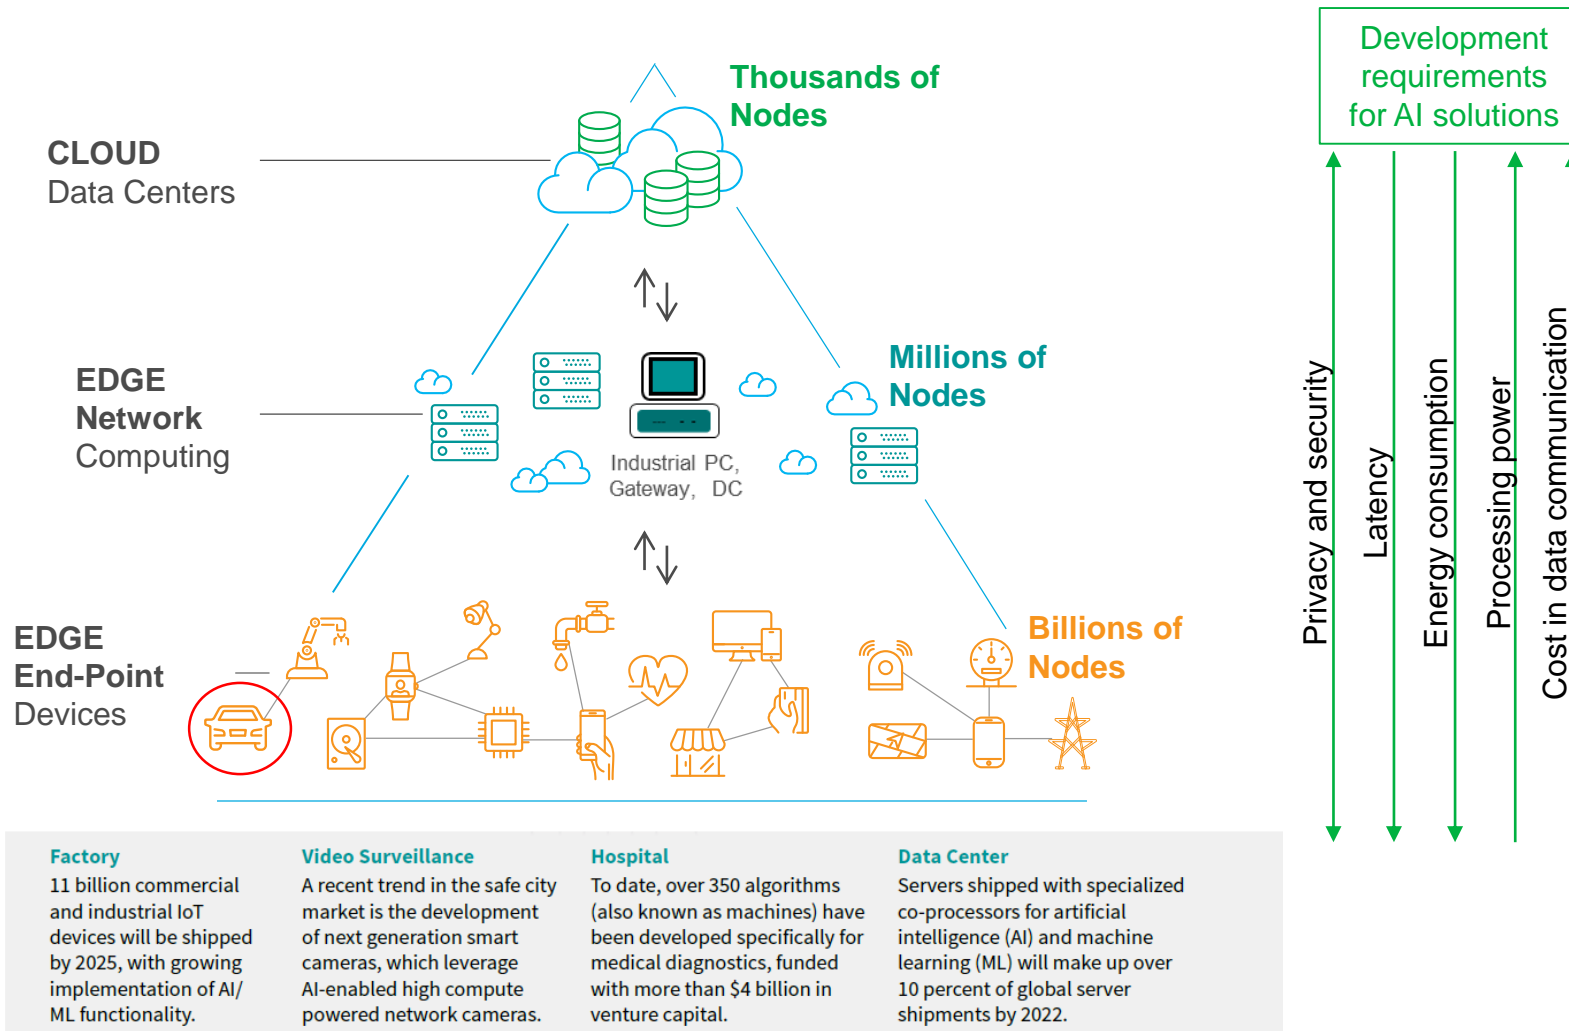 Development
requirements
for AI solutions
Thousands of
Nodes
CLOUD
Data Centers
Millions of
Nodes
EDGE
Network
Computing
Industrial PC,
Gateway, DC
Billions of
Nodes
EDGE
End-Point
Devices
Privacy and security
Latency
Energy consumption
Processing power
Cost in data communication
Factory
11 billion commercial
and industrial IoT
devices will be shipped
by 2025, with growing
implementation of AI/
ML functionality.
Video Surveillance
A recent trend in the safe city
market is the development
of next generation smart
cameras, which leverage
AI-enabled high compute
powered network cameras.
Hospital
To date, over 350 algorithms
(also known as machines) have
been developed specifically for
medical diagnostics, funded
with more than $4 billion in
venture capital.
Data Center
Servers shipped with specialized
co-processors for artificial
intelligence (AI) and machine
learning (ML) will make up over
10 percent of global server
shipments by 2022.